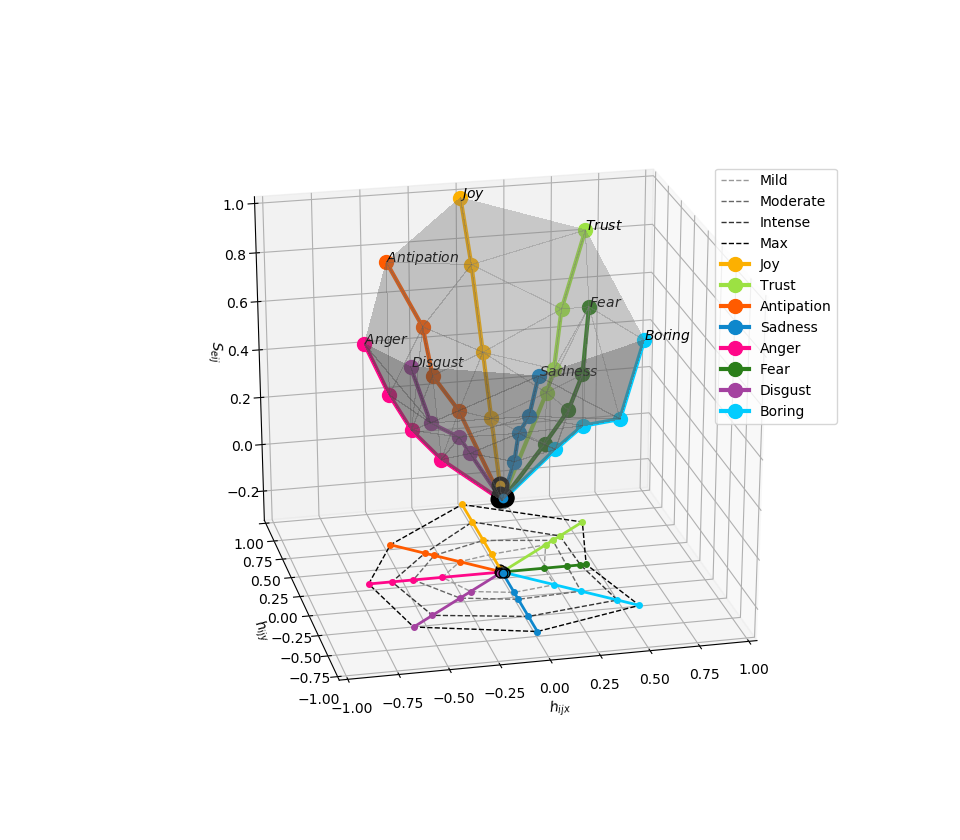 Joy
Trust
Antipation
Fear
Anger
Boring
Disgust
Sadness
Mild
Moderate
Intense
Max
Joy
Trust
Antipation
Sadness
Anger
Fear
Disgust
Boring
1.0
0.8
0.6
0.4
0.2
0.0
−0.2
S_eij
1.00
0.75
0.50
0.25
0.00
−0.25
−0.50
−0.75
−1.00
h_ijy
−1.00 −0.75 −0.50 −0.25 0.00 0.25 0.50 0.75 1.00
h_ijx